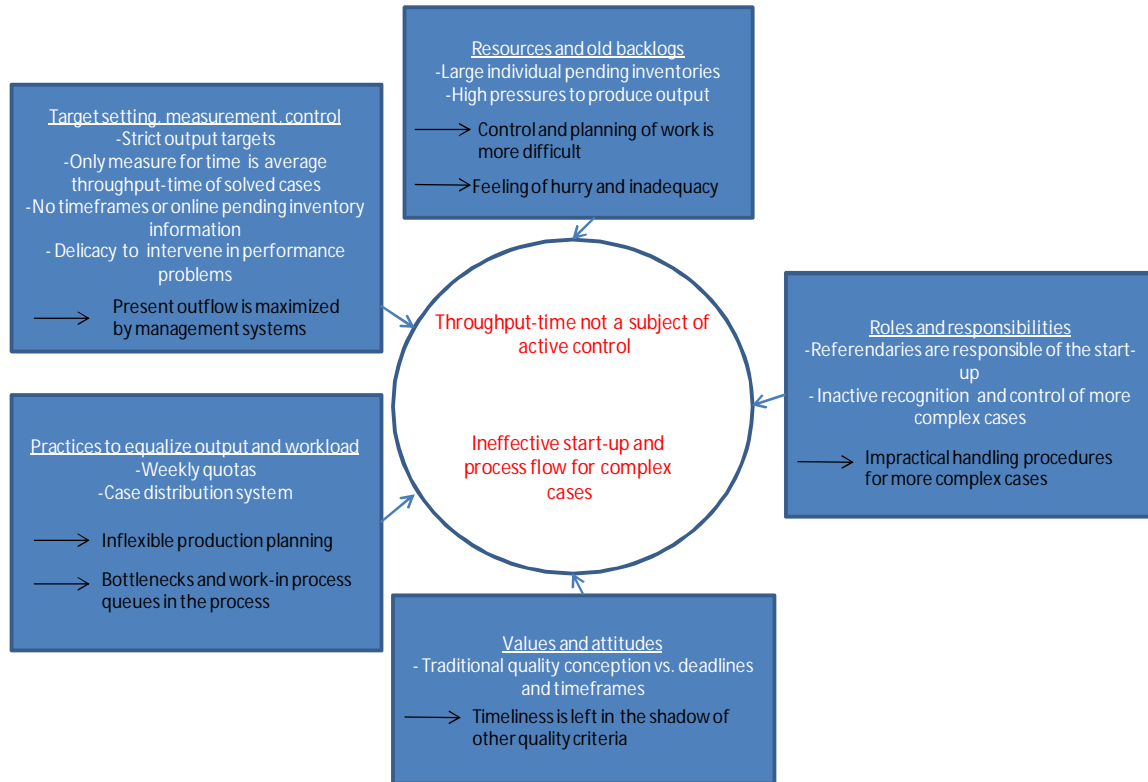 Resources and old backlogs
-Large individual pending inventories
-High pressures to produce output
Control and planning of work is
more difficult
Feeling of hurry and inadequacy
Target setting, measurement, control
-Strict output targets
-Only measure for time is average
throughput-time of solved cases
-No timeframes or online pending inventory
information
-Delicacy to intervene in performance
problems
Present outflow is maximized
by management systems
Throughput-time not a subject of
active control
Ineffective start-up and
process flow for complex
cases
Roles and responsibilities
-Referendaries are responsible of the start-
up
- Inactive recognition and control of more
complex cases
Impractical handling procedures
for more complex cases
Practices to equalize output and workload
-Weekly quotas
-Case distribution system
Inflexible production planning
Bottlenecks and work-in process
queues in the process
Values and attitudes
- Traditional quality conception vs. deadlines
and timeframes
Timeliness is left in the shadow of
other quality criteria